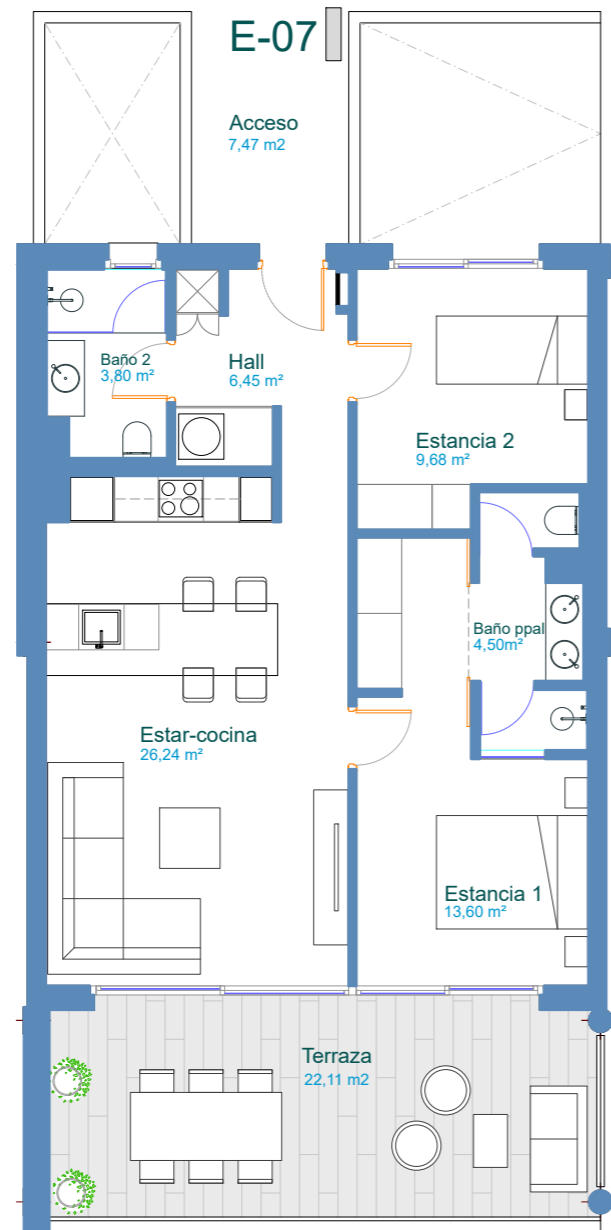 E-07
Acceso
7,47 m2
Baño 2
3,80 m²
Hall
6,45 m²
Estancia 2
9,68 m²
Baño ppal
4,50m²
Estar-cocina
26,24 m²
Estancia 1
13,60 m²
Terraza
22,11 m2